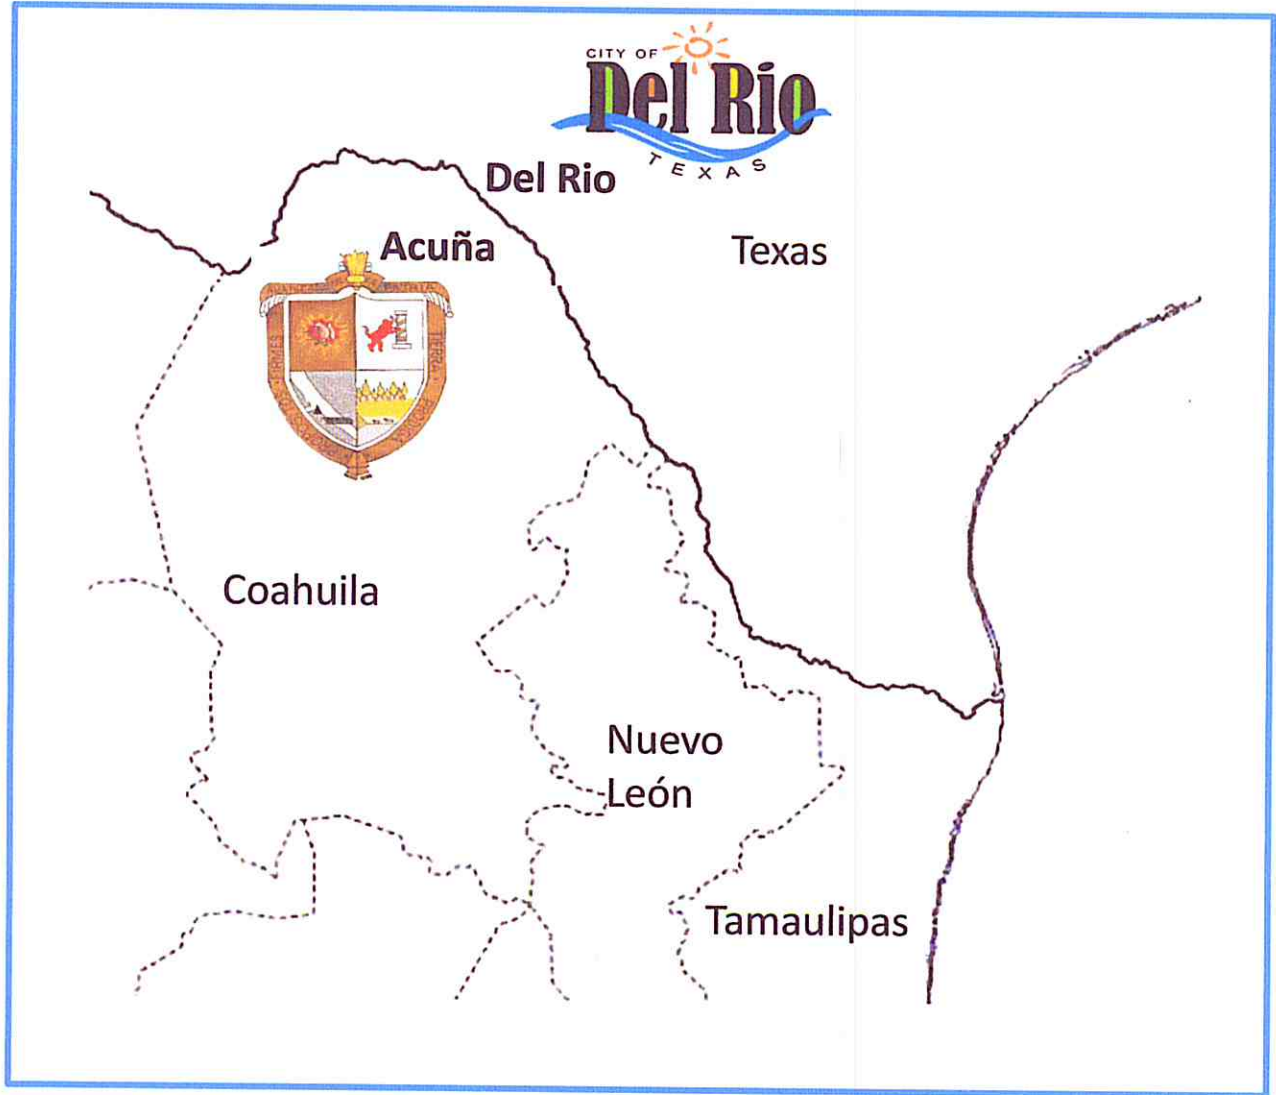 CITY OF
Del Rio
TEXAS
Del Rio
Acuña
Texas
Coahuila
Nuevo
León
Tamaulipas